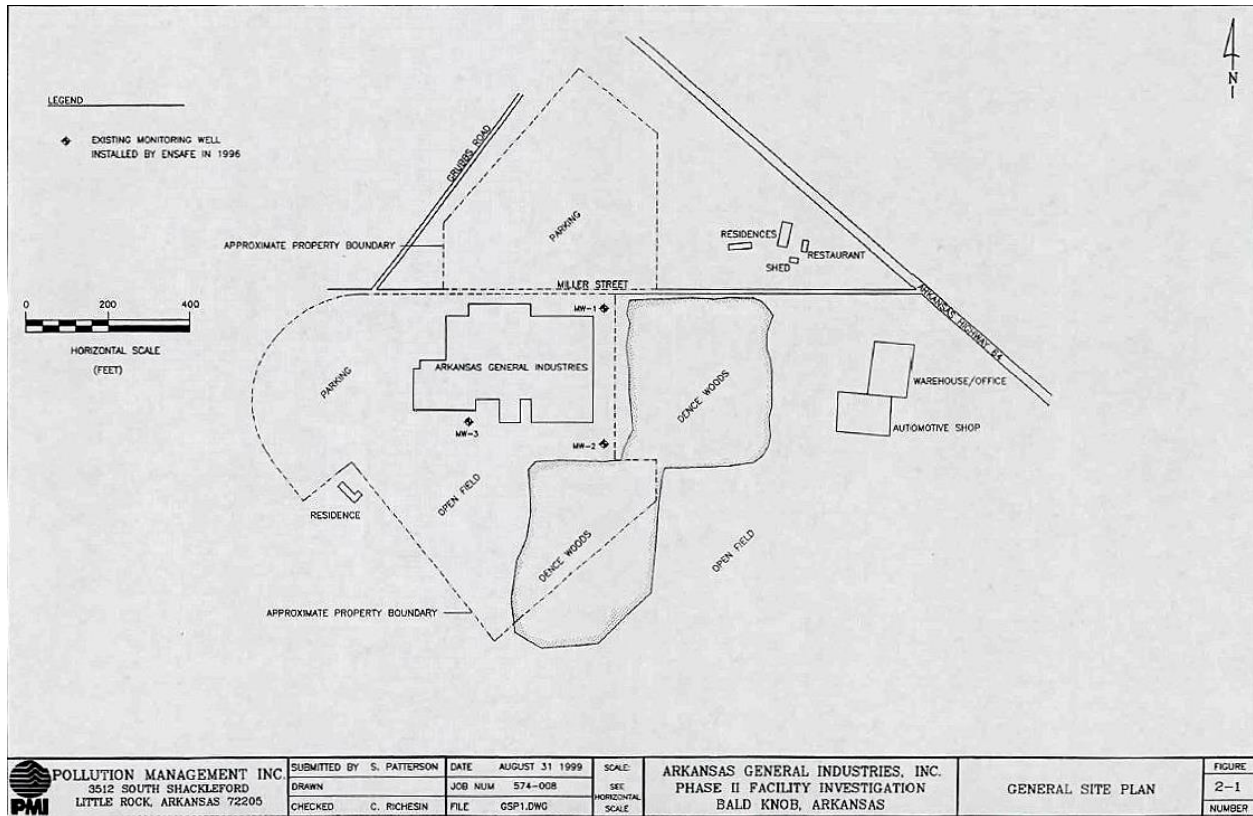 N
LEGEND
EXISTING MONITORING WELL
INSTALLED BY ENSAFE IN 1996
GRUBBS ROAD
PARKING
APPROXIMATE PROPERTY BOUNDARY
RESIDENCES
RESTAURANT
SHED
MILLER STREET
ARKANSAS HIGHWAY 64
0 200 400
HORIZONTAL SCALE
(FEET)
MW-1
ARKANSAS GENERAL INDUSTRIES
PARKING
DENCE WOODS
WAREHOUSE/OFFICE
AUTOMOTIVE SHOP
MW-3
MW-2
OPEN FIELD
RESIDENCE
DENCE WOODS
OPEN FIELD
APPROXIMATE PROPERTY BOUNDARY
PMI
POLLUTION MANAGEMENT INC.
3512 SOUTH SHACKLEFORD
LITTLE ROCK, ARKANSAS 72205
SUBMITTED BY S. PATTERSON
DRAWN
CHECKED C. RICHESIN
DATE AUGUST 31 1999
JOB NUM 574-008
FILE GSP1.DWG
SCALE:
SEE
HORIZONTAL
SCALE
ARKANSAS GENERAL INDUSTRIES, INC.
PHASE II FACILITY INVESTIGATION
BALD KNOB, ARKANSAS
GENERAL SITE PLAN
FIGURE
2-1
NUMBER